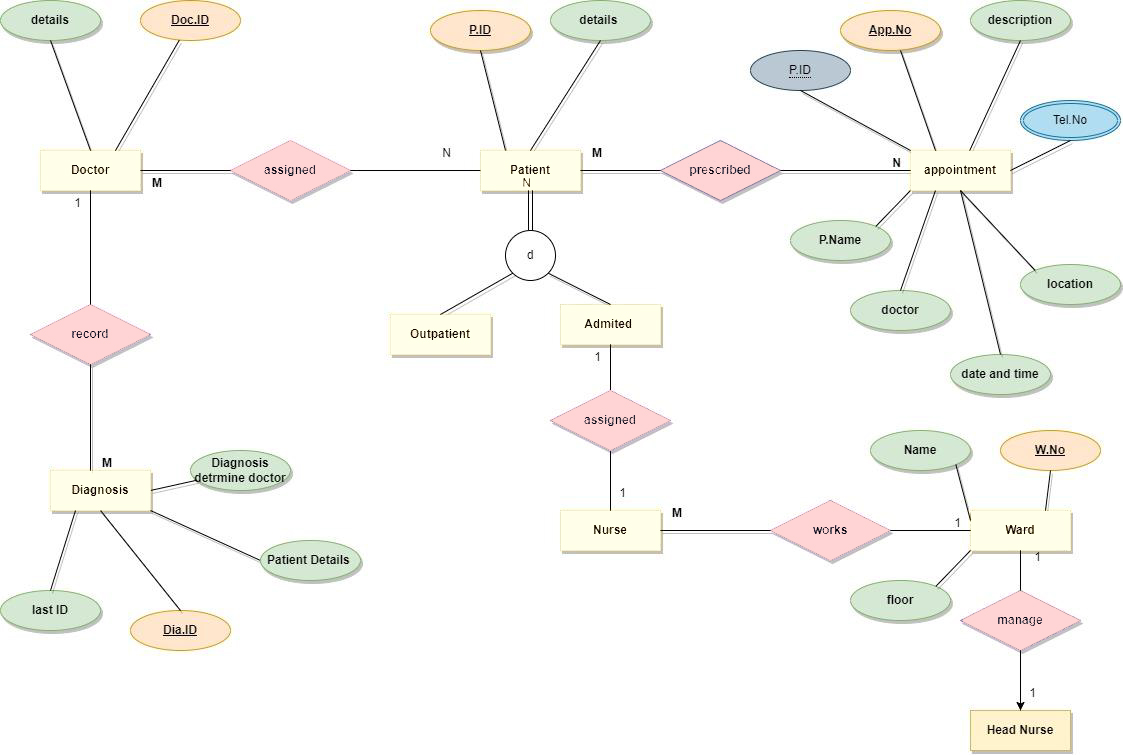 details
Doc.ID
P.ID
details
App.No
description
P.ID
Tel.No
Doctor
M
assigned
N
Patient
N
M
prescribed
N
appointment
1
P.Name
d
location
doctor
record
Outpatient
Admited
1
date and time
assigned
M
Diagnosis
Diagnosis
detrmine doctor
1
Name
W.No
Nurse
M
works
1
Ward
1
Patient Details
last ID
Dia.ID
floor
manage
1
Head Nurse